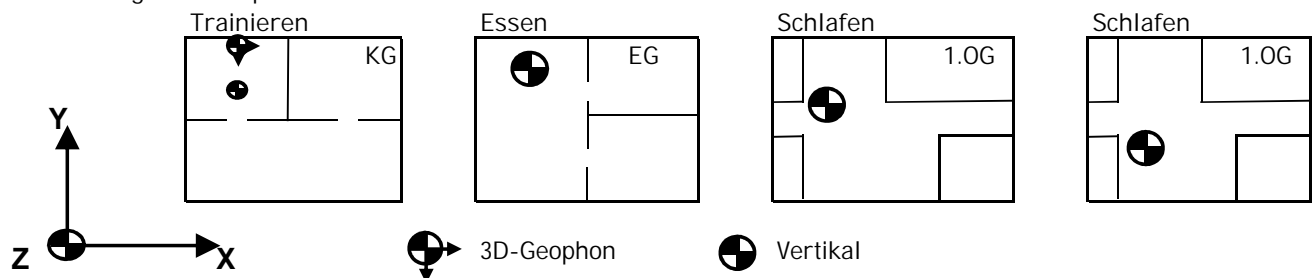 Trainieren Essen Schlafen Schlafen
KG EG 1.OG 1.OG
Y
Z X 3D-Geophon Vertikal